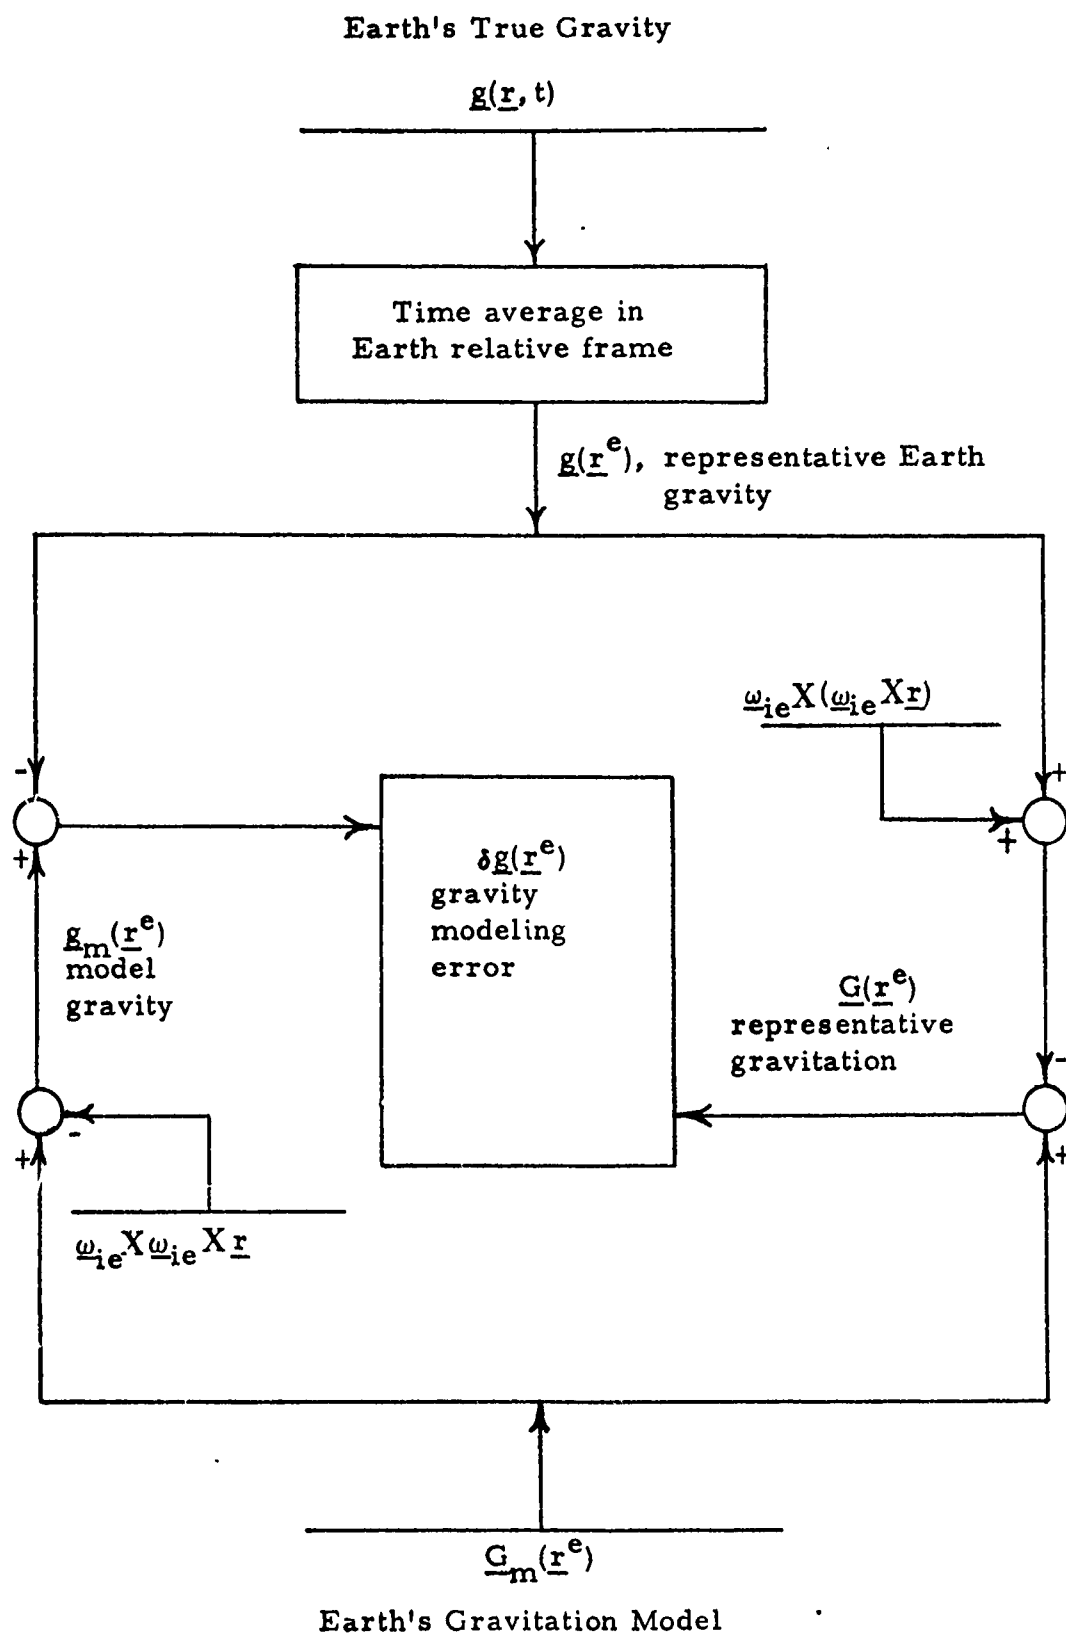 Earth's True Gravity
g(r, t)
Time average in
Earth relative frame
g(r^e), representative Earth
gravity
ω_ie X(ω_ie X r)
-
+
+
+
δg(r^e)
gravity
modeling
error
g_m(r^e)
model
gravity
G(r^e)
representative
gravitation
-
-
+
+
ω_ie X ω_ie X r
G_m(r^e)
Earth's Gravitation Model